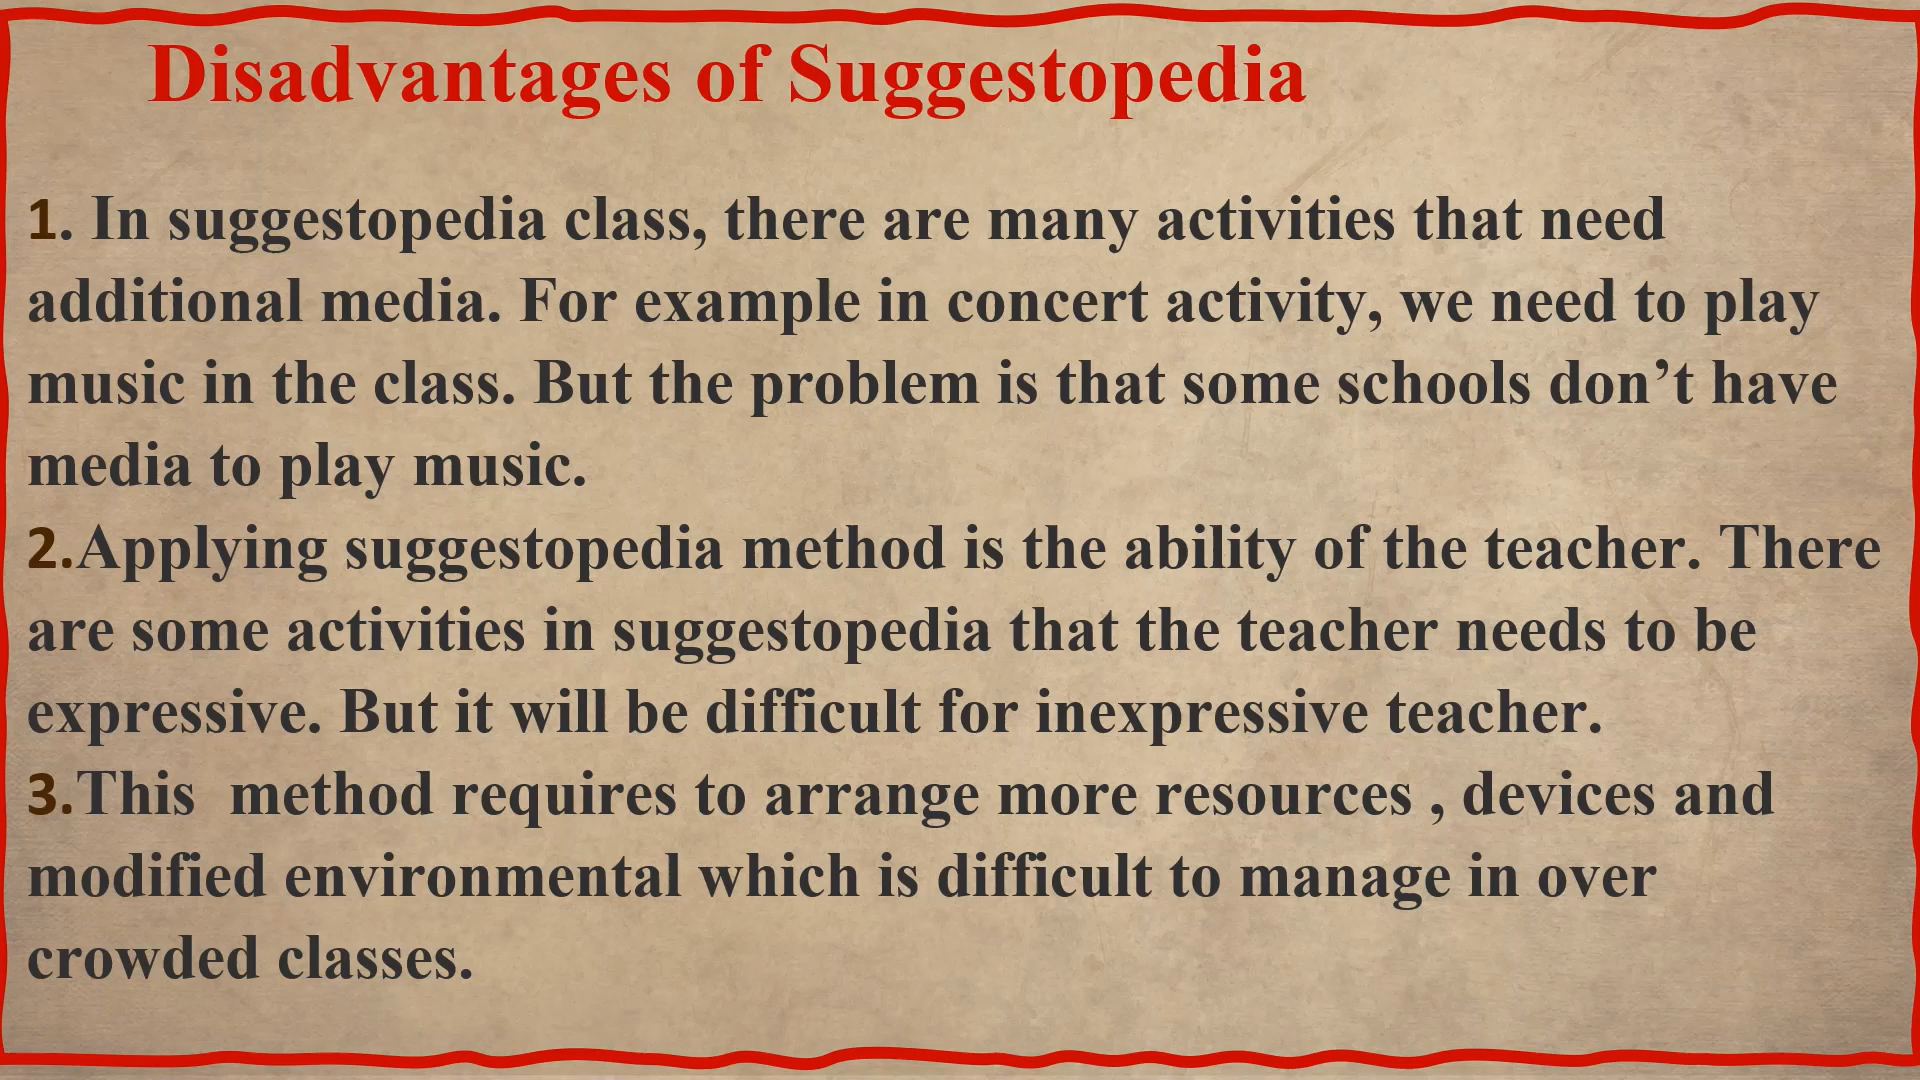 Disadvantages of Suggestopedia
1. In suggestopedia class, there are many activities that need
additional media. For example in concert activity, we need to play
music in the class. But the problem is that some schools don’t have
media to play music.
2.Applying suggestopedia method is the ability of the teacher. There
are some activities in suggestopedia that the teacher needs to be
expressive. But it will be difficult for inexpressive teacher.
3.This  method requires to arrange more resources , devices and
modified environmental which is difficult to manage in over
crowded classes.